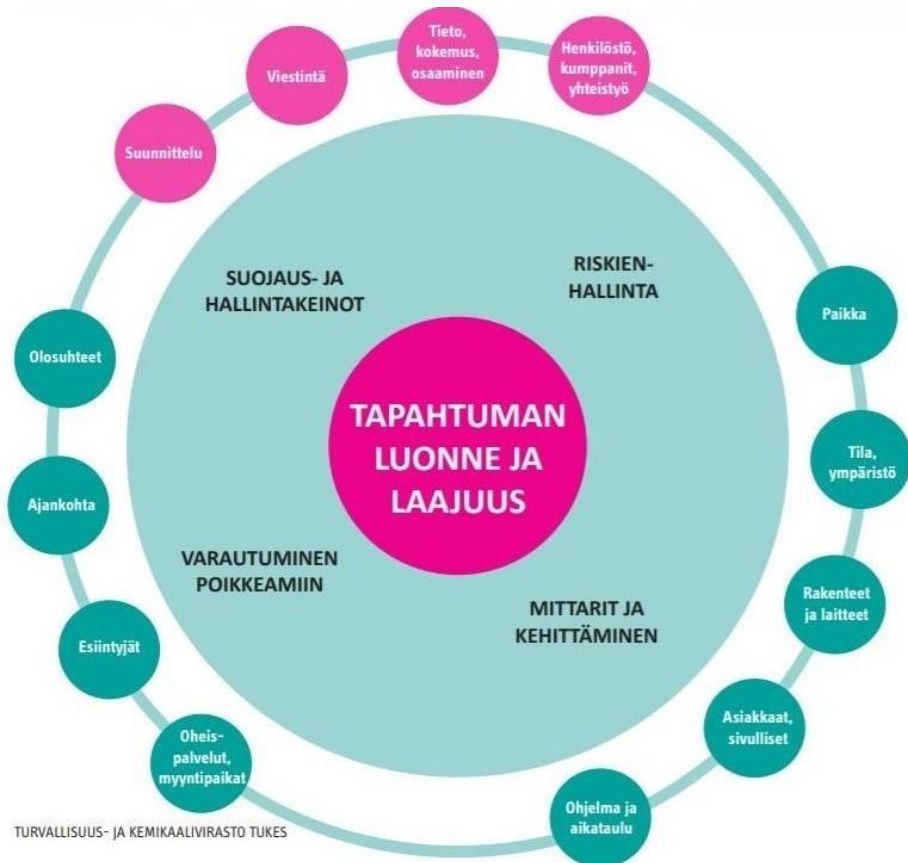 Tieto,
kokemus,
osaaminen
Henkilöstö,
kumppanit,
yhteistyö
Viestintä
Suunnittelu
SUOJAUS- JA
HALLINTAKEINOT
RISKIEN-
HALLINTA
Paikka
Olosuhteet
TAPAHTUMAN
LUONNE JA
LAAJUUS
Tila,
ympäristö
Ajankohta
VARAUTUMINEN
POIKKEAMIIN
MITTARIT JA
KEHITTÄMINEN
Rakenteet
ja laitteet
Esiintyjät
Asiakkaat,
sivulliset
Oheis-
palvelut,
myyntipaikat
Ohjelma ja
aikataulu
TURVALLISUUS- JA KEMIKAALIVIRASTO TUKES